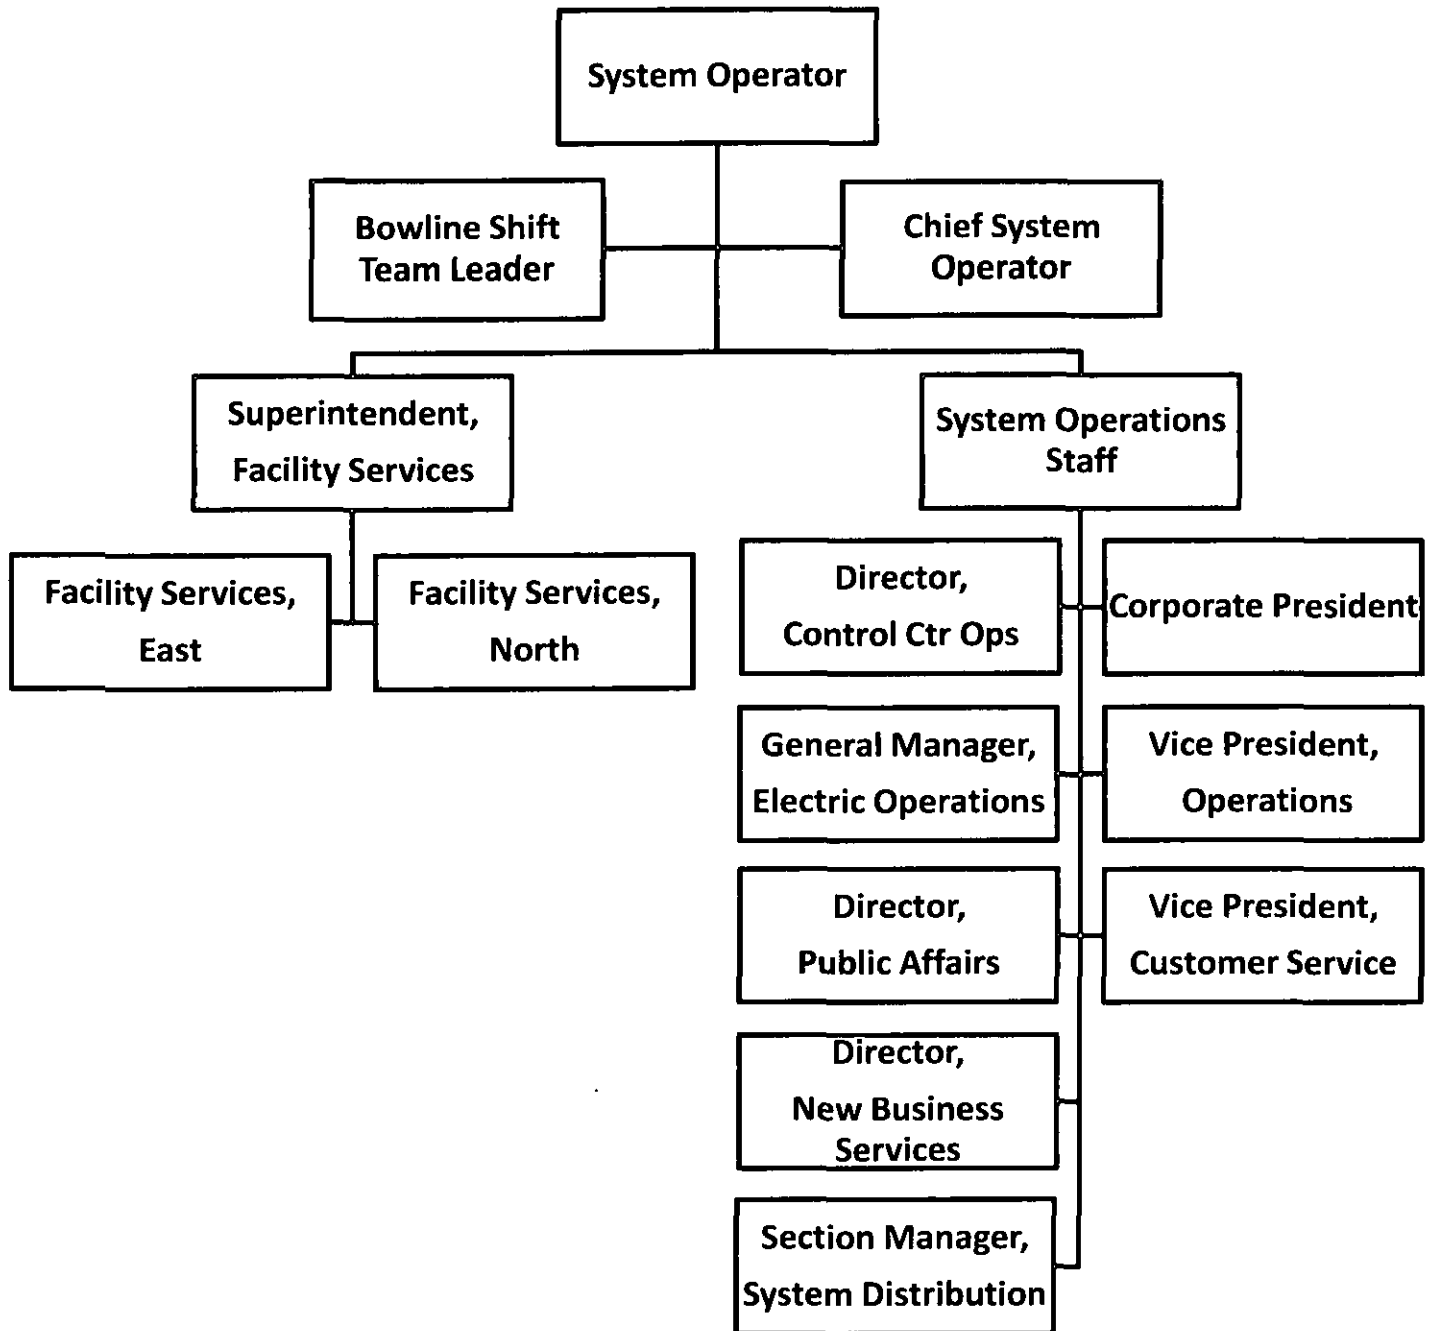 System Operator
Bowline Shift
Team Leader
Chief System
Operator
Superintendent,
Facility Services
System Operations
Staff
Facility Services,
East
Facility Services,
North
Director,
Control Ctr Ops
Corporate President
General Manager,
Electric Operations
Vice President,
Operations
Director,
Public Affairs
Vice President,
Customer Service
Director,
New Business
Services
Section Manager,
System Distribution